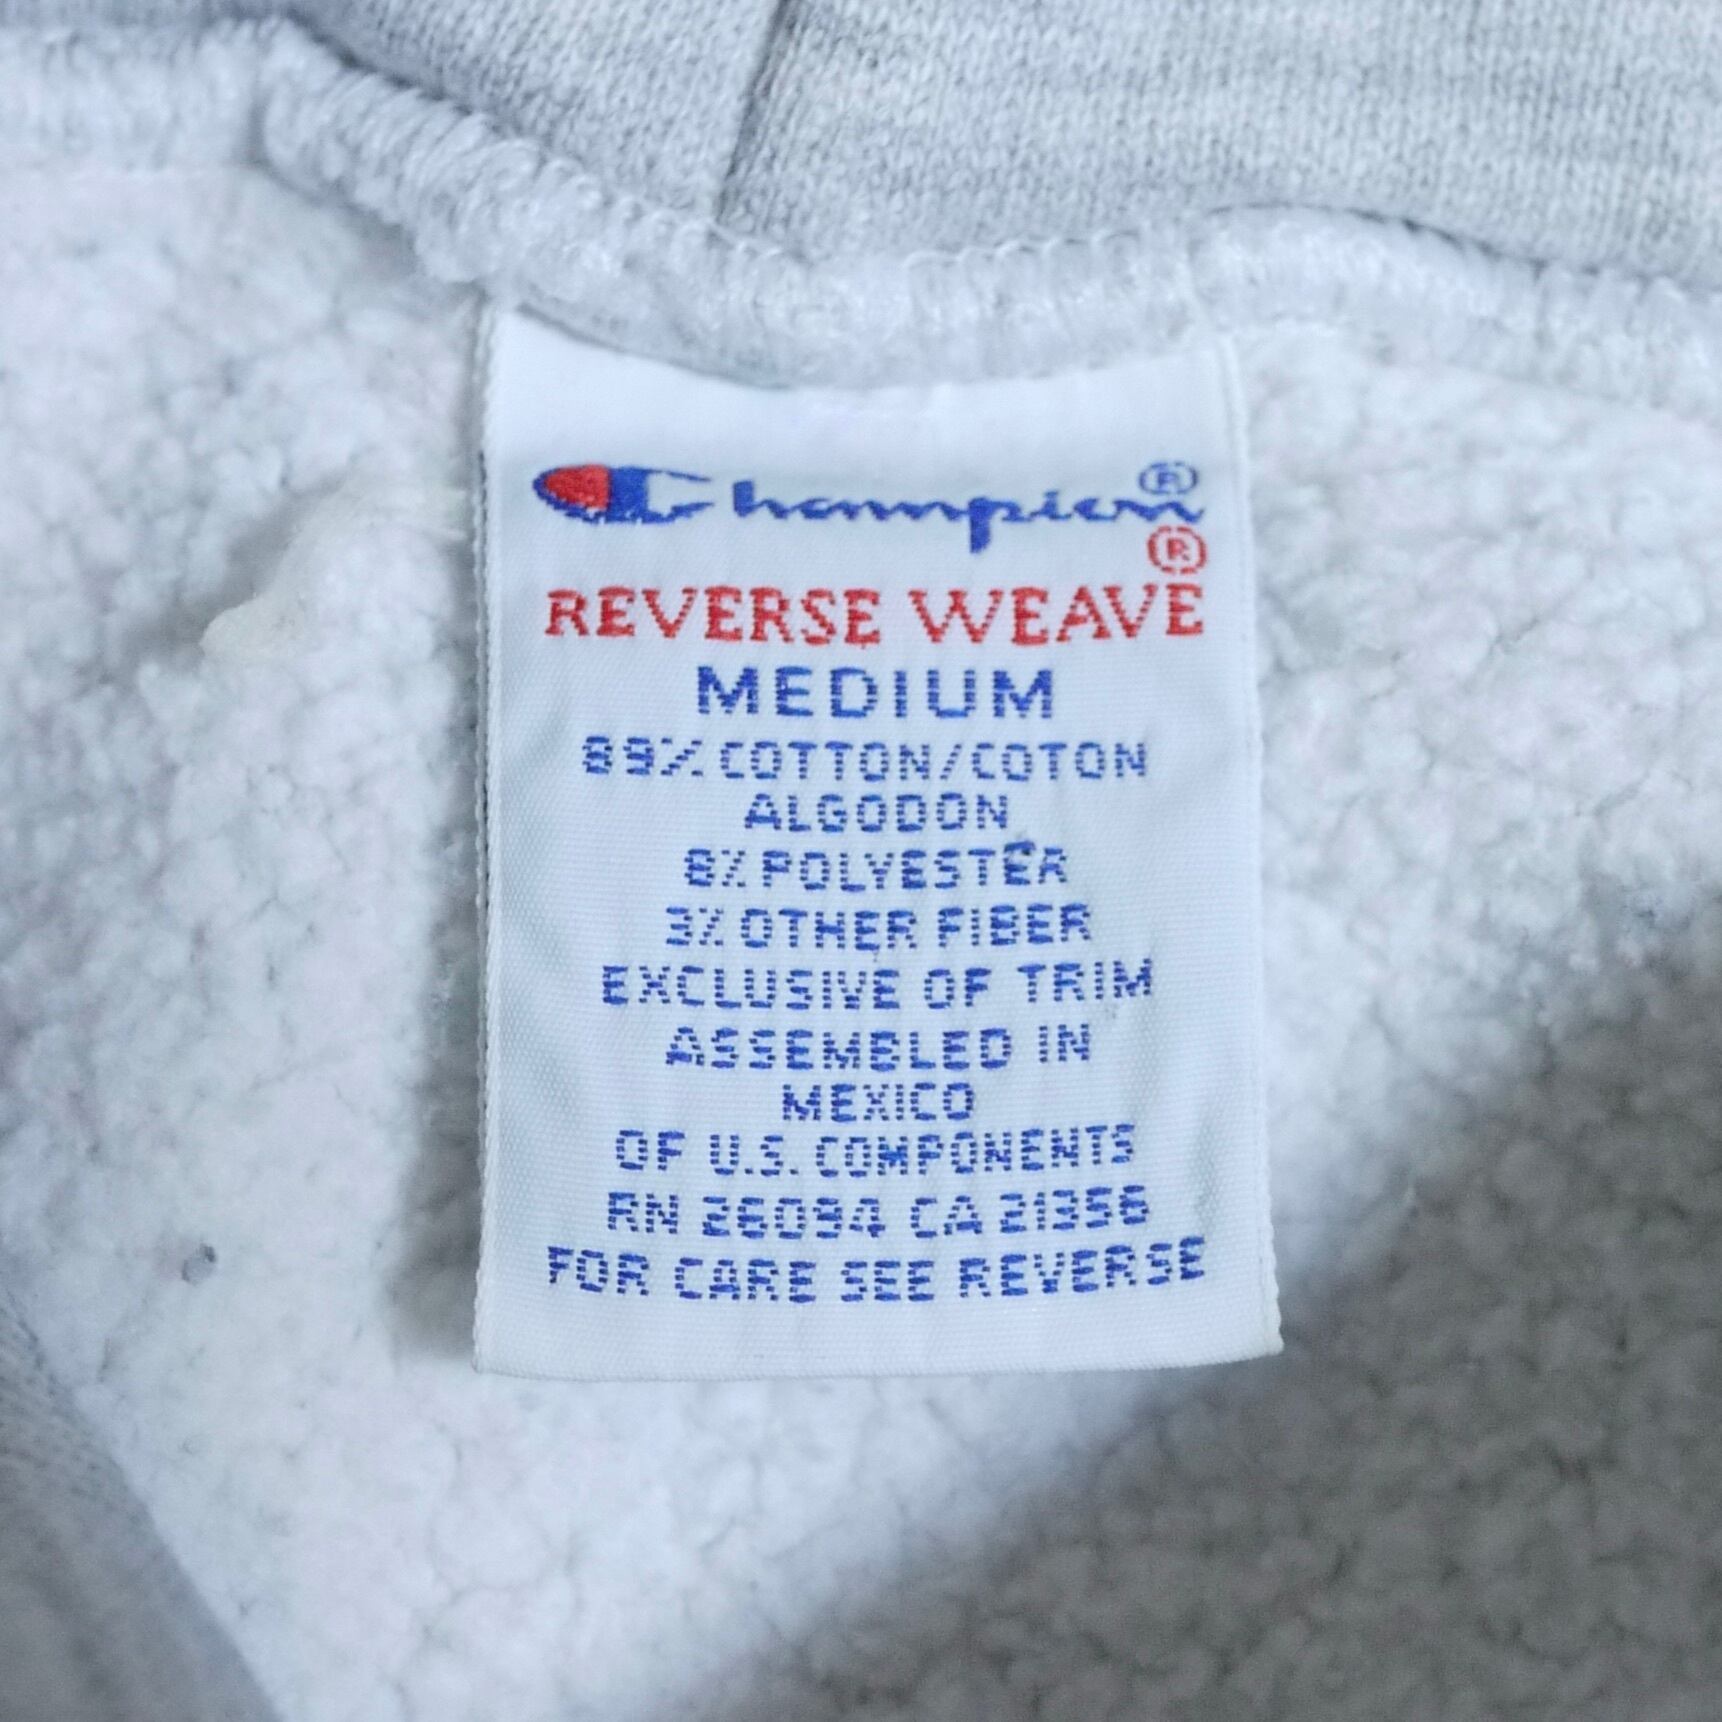 Champion®
®
REVERSE WEAVE
MEDIUM
89% COTTON/COTON
ALGODON
8% POLYESTER
3% OTHER FIBER
EXCLUSIVE OF TRIM
ASSEMBLED IN
MEXICO
OF U.S. COMPONENTS
RN 26094 CA 21356
FOR CARE SEE REVERSE